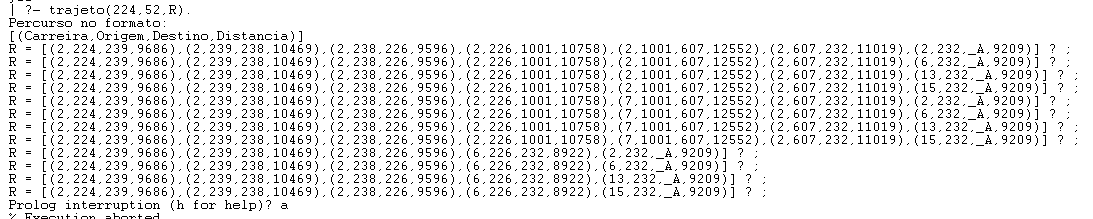 | ?- trajeto(224,52,R).
Percurso no formato:
[(Carreira,Origem,Destino,Distancia)]
R = [(2,224,239,9686),(2,239,238,10469),(2,238,226,9596),(2,226,1001,10758),(2,1001,607,12552),(2,607,232,11019),(2,232,_A,9209)] ? ;
R = [(2,224,239,9686),(2,239,238,10469),(2,238,226,9596),(2,226,1001,10758),(2,1001,607,12552),(2,607,232,11019),(6,232,_A,9209)] ? ;
R = [(2,224,239,9686),(2,239,238,10469),(2,238,226,9596),(2,226,1001,10758),(2,1001,607,12552),(2,607,232,11019),(13,232,_A,9209)] ? ;
R = [(2,224,239,9686),(2,239,238,10469),(2,238,226,9596),(2,226,1001,10758),(2,1001,607,12552),(2,607,232,11019),(15,232,_A,9209)] ? ;
R = [(2,224,239,9686),(2,239,238,10469),(2,238,226,9596),(2,226,1001,10758),(7,1001,607,12552),(2,607,232,11019),(2,232,_A,9209)] ? ;
R = [(2,224,239,9686),(2,239,238,10469),(2,238,226,9596),(2,226,1001,10758),(7,1001,607,12552),(2,607,232,11019),(6,232,_A,9209)] ? ;
R = [(2,224,239,9686),(2,239,238,10469),(2,238,226,9596),(2,226,1001,10758),(7,1001,607,12552),(2,607,232,11019),(13,232,_A,9209)] ? ;
R = [(2,224,239,9686),(2,239,238,10469),(2,238,226,9596),(2,226,1001,10758),(7,1001,607,12552),(2,607,232,11019),(15,232,_A,9209)] ? ;
R = [(2,224,239,9686),(2,239,238,10469),(2,238,226,9596),(6,226,232,8922),(2,232,_A,9209)] ? ;
R = [(2,224,239,9686),(2,239,238,10469),(2,238,226,9596),(6,226,232,8922),(6,232,_A,9209)] ? ;
R = [(2,224,239,9686),(2,239,238,10469),(2,238,226,9596),(6,226,232,8922),(13,232,_A,9209)] ? ;
R = [(2,224,239,9686),(2,239,238,10469),(2,238,226,9596),(6,226,232,8922),(15,232,_A,9209)] ? ;
Prolog interruption (h for help)? a
% Execution aborted